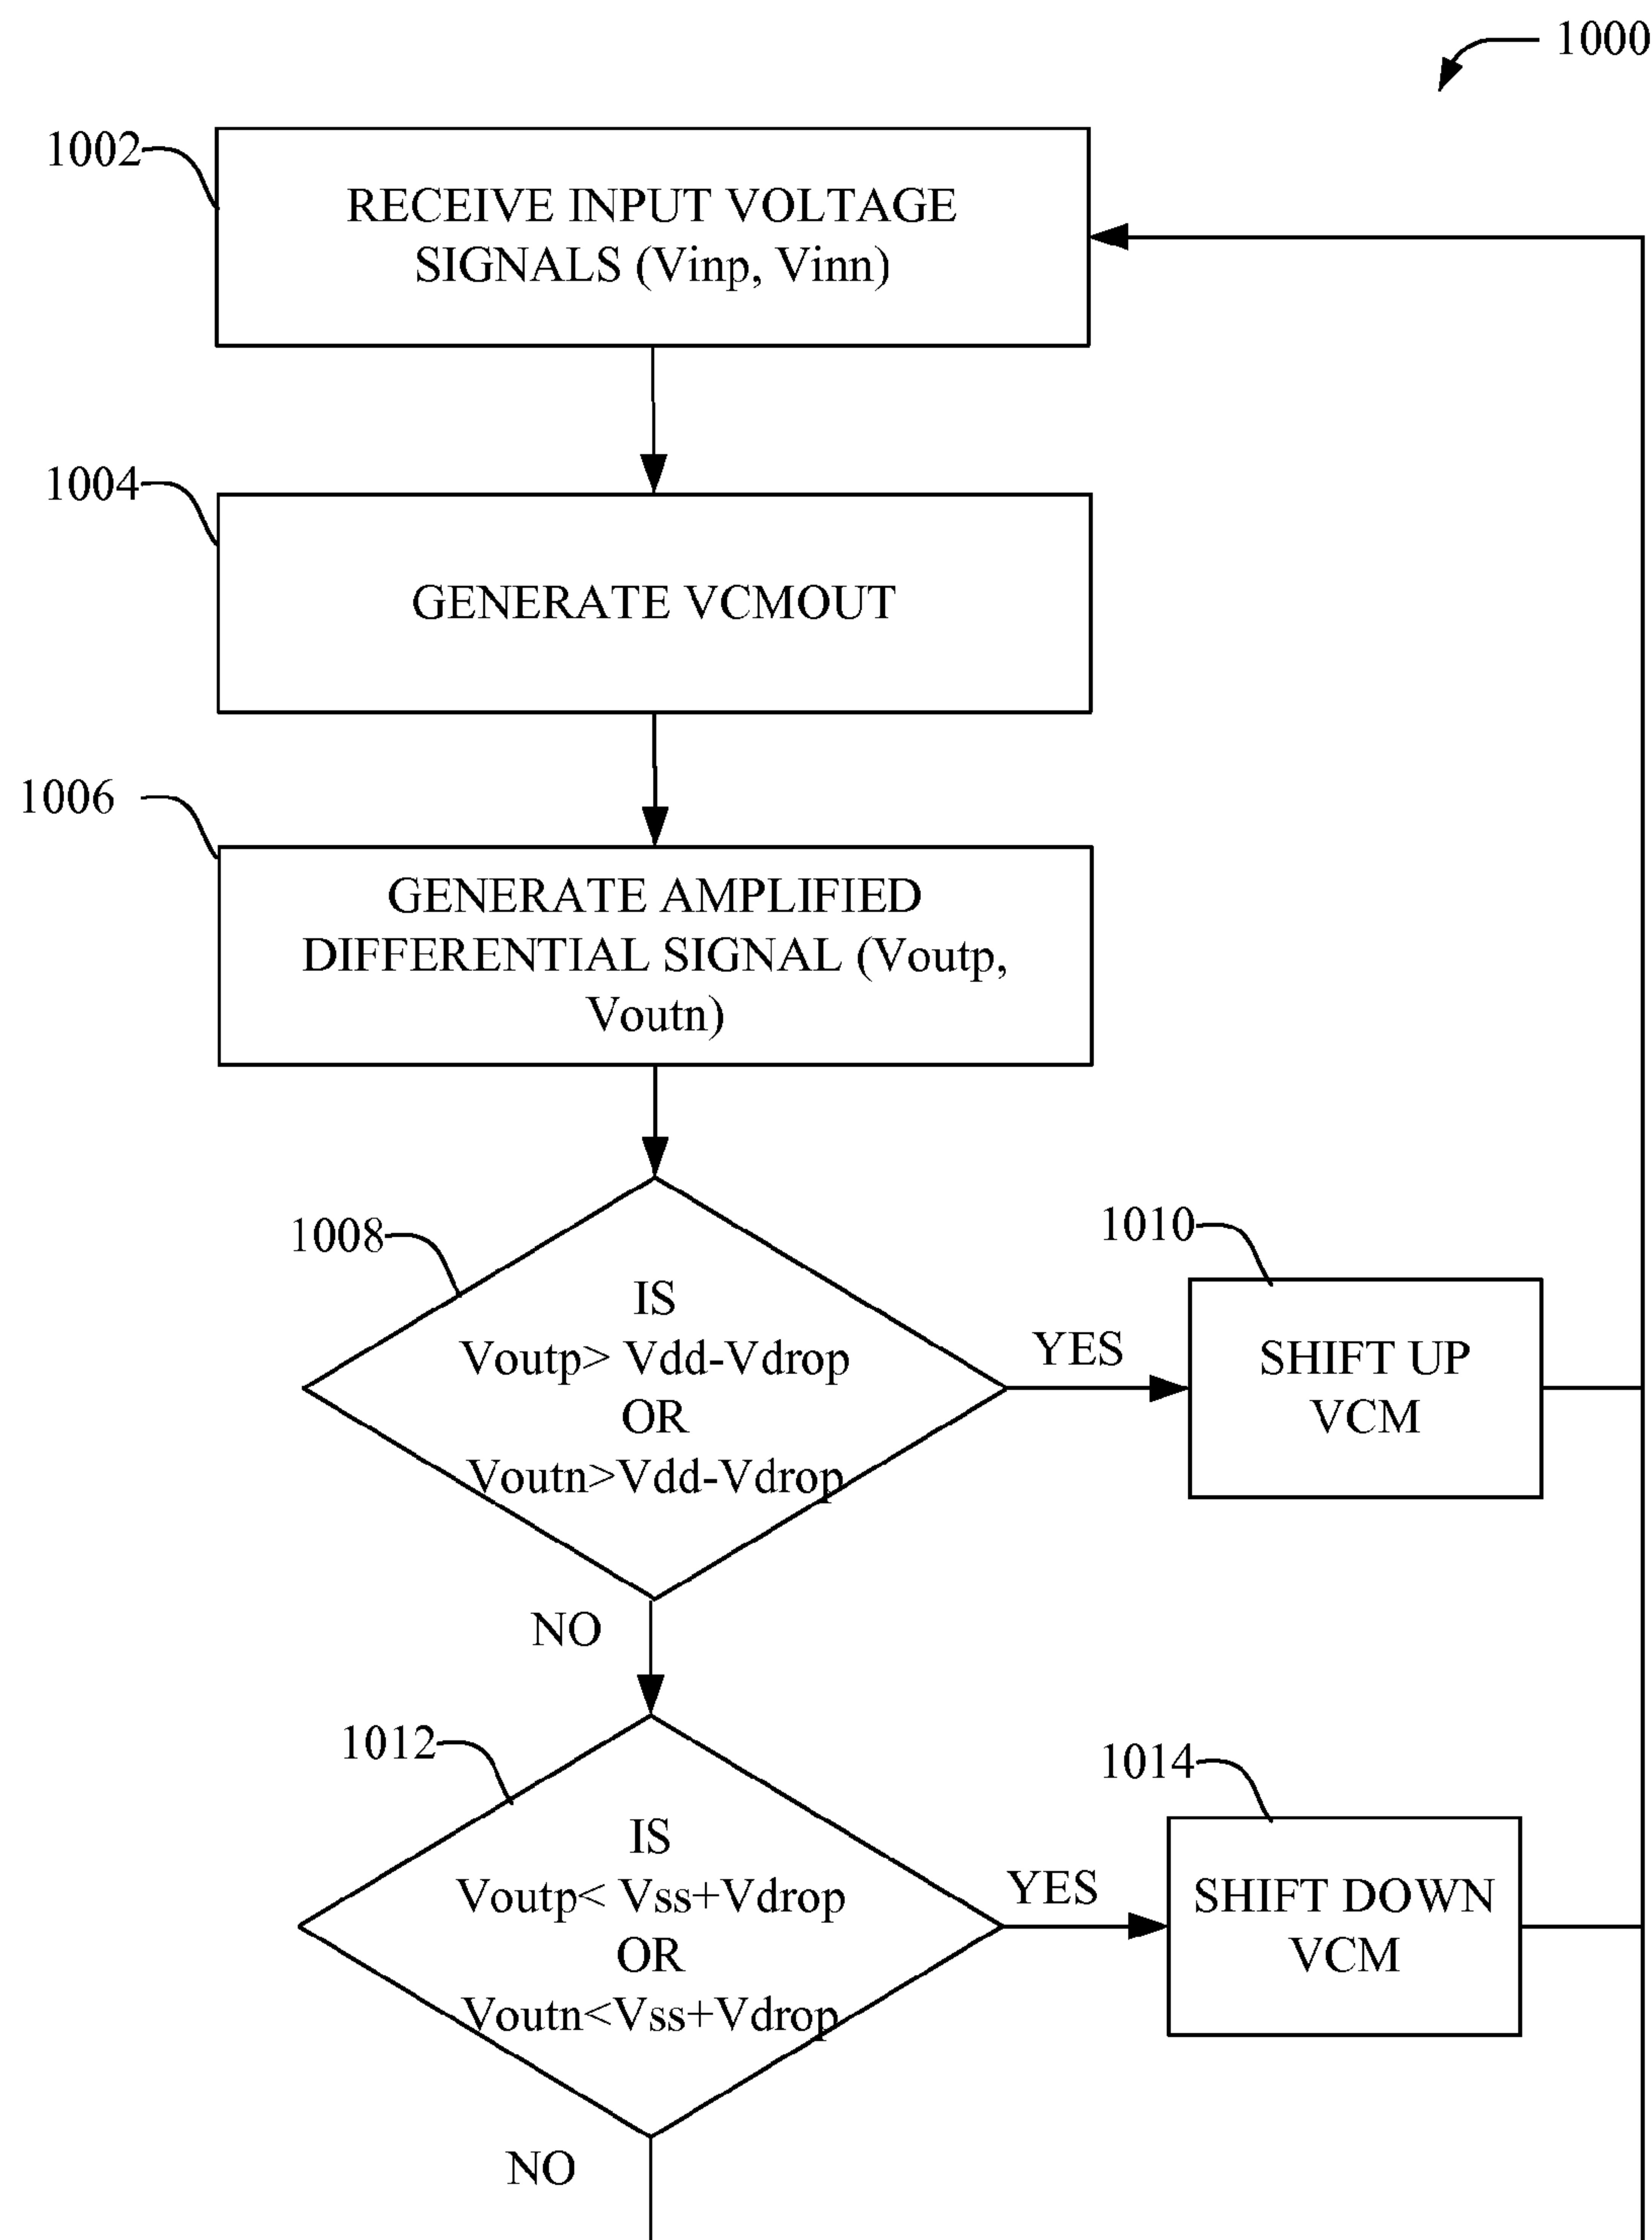 1000
1002
RECEIVE INPUT VOLTAGE
SIGNALS (Vinp, Vinn)
1004
GENERATE VCMOUT
1006
GENERATE AMPLIFIED
DIFFERENTIAL SIGNAL (Voutp,
Voutn)
1008
IS
Voutp> Vdd-Vdrop
OR
Voutn>Vdd-Vdrop
YES
1010
SHIFT UP
VCM
NO
1012
IS
Voutp< Vss+Vdrop
OR
Voutn<Vss+Vdrop
YES
1014
SHIFT DOWN
VCM
NO